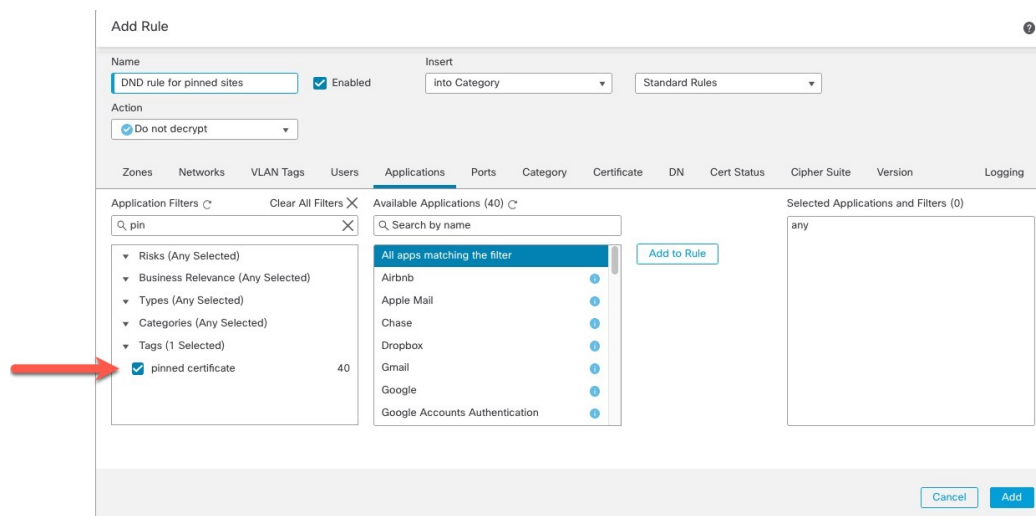 Add Rule
Name
Insert
DND rule for pinned sites
Enabled
into Category
Standard Rules
Action
Do not decrypt
Zones Networks VLAN Tags Users Applications Ports Category Certificate DN Cert Status Cipher Suite Version Logging
Application Filters Clear All Filters Available Applications (40) Selected Applications and Filters (0)
pin
Search by name
any
Risks (Any Selected)
Business Relevance (Any Selected)
Types (Any Selected)
Categories (Any Selected)
Tags (1 Selected)
pinned certificate 40
All apps matching the filter
Airbnb
Apple Mail
Chase
Dropbox
Gmail
Google
Google Accounts Authentication
Add to Rule
Cancel
Add